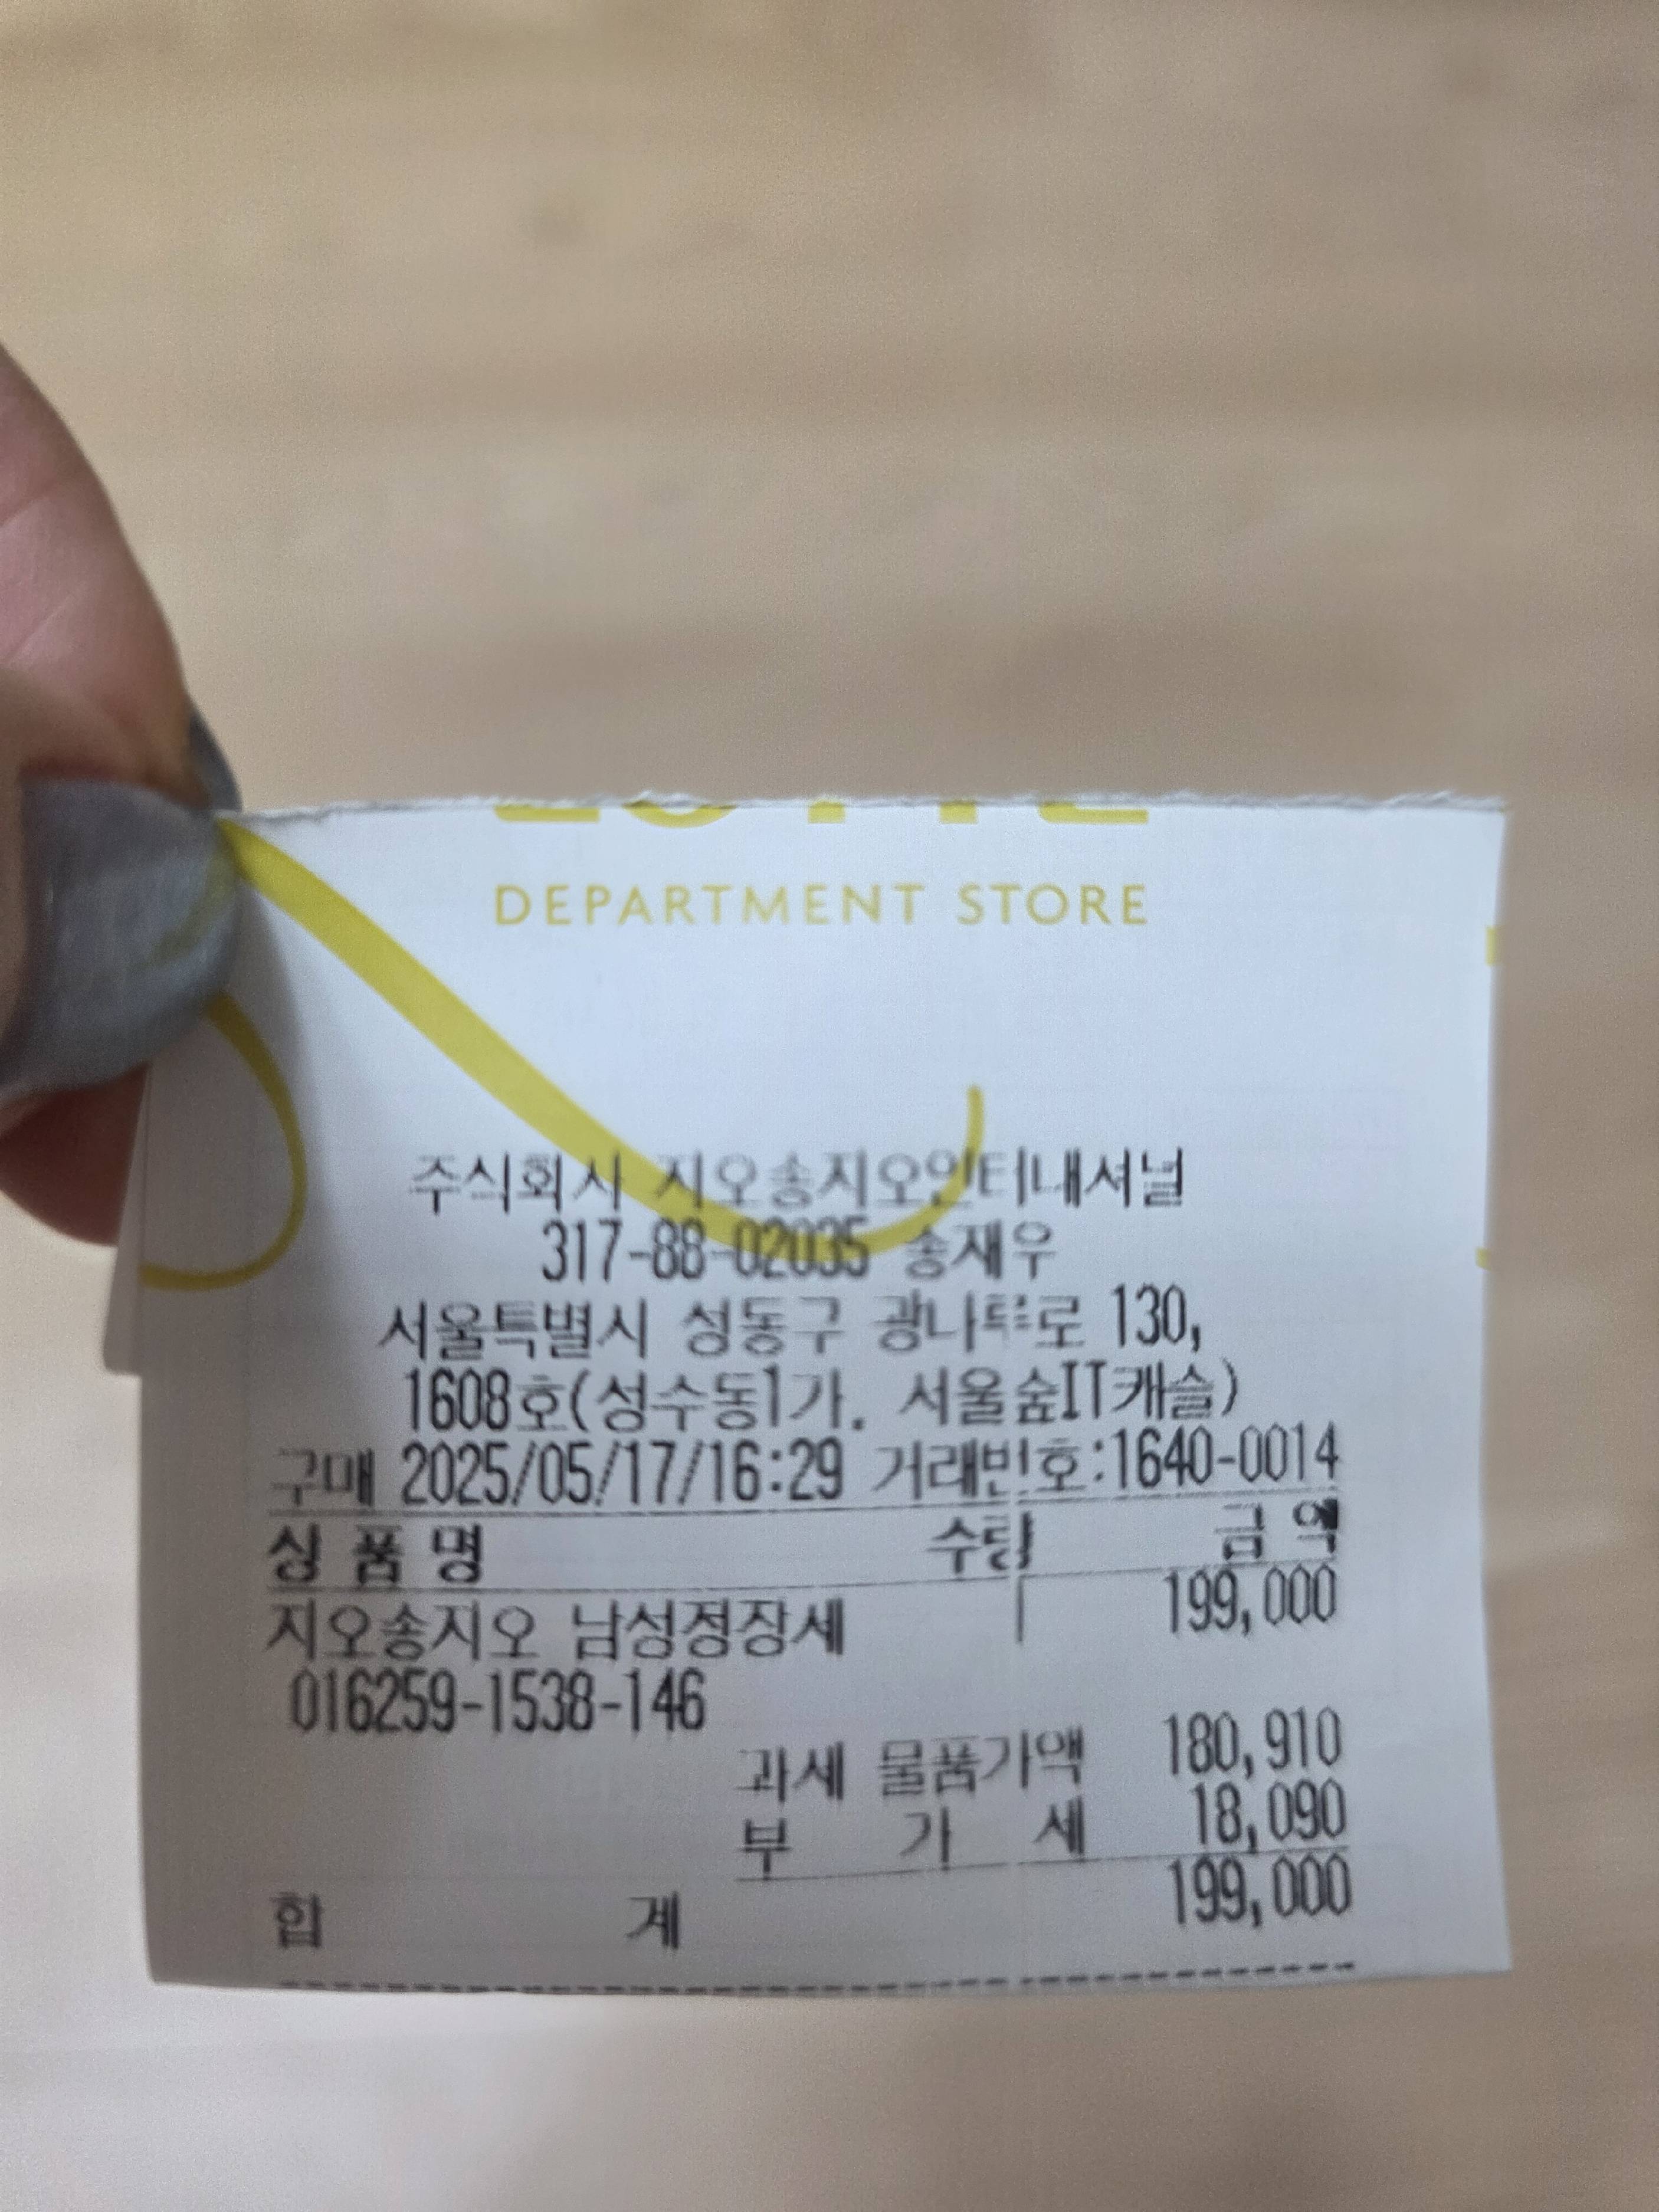 DEPARTMENT STORE
주식회사 지오송지오인터내셔널
317-88-02035 송재우
서울특별시 성동구 광나루로 130,
1608호(성수동1가. 서울숲IT캐슬)
구매 2025/05/17/16:29 거래번호:1640-0014
상 품 명 수량 금 액
지오송지오 남성정장세 1 199,000
016259-1538-146
과세 물품가액 180,910
부 가 세 18,090
합 계 199,000